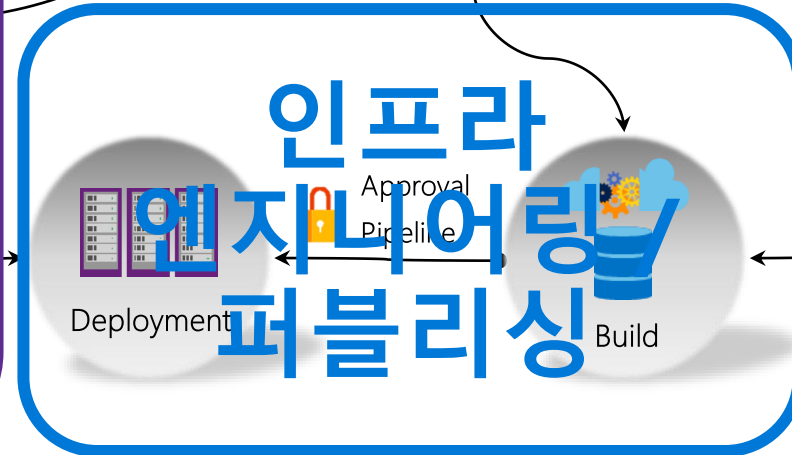 인프라
엔지니어링 /
퍼블리싱
Approval
Pipeline
Deployment
Build